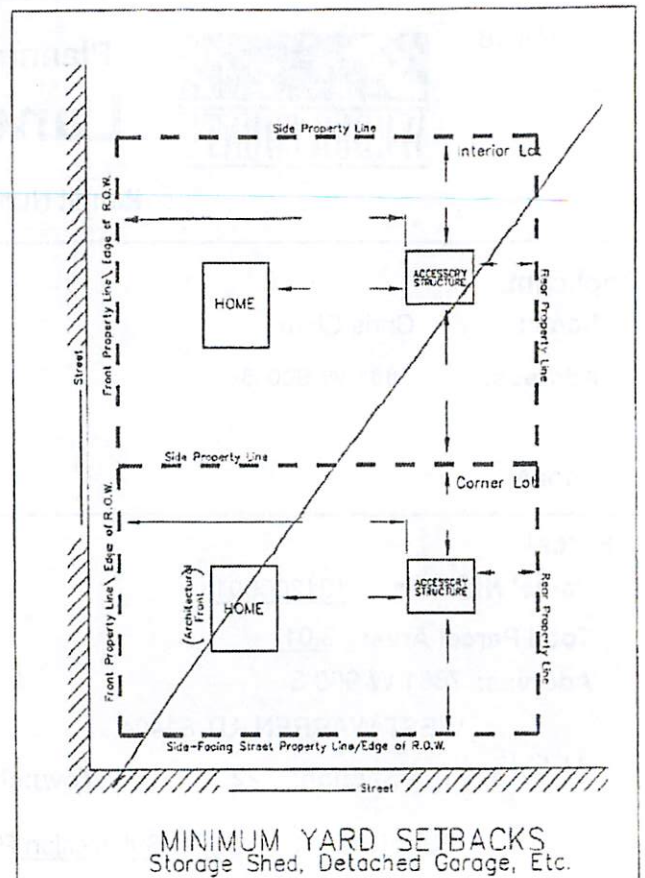 Side Property Line
Interior Lot
Front Property Line\ Edge of R.O.W.
Street
HOME
ACCESSORY
STRUCTURE
Rear Property Line
Side Property Line
Corner Lot
Front Property Line\ Edge of R.O.W.
(Architectural
Front
HOME
ACCESSORY
STRUCTURE
Rear Property Line
Side-Facing Street Property Line/Edge of R.O.W.
Street
MINIMUM YARD SETBACKS
Storage Shed, Detached Garage, Etc.